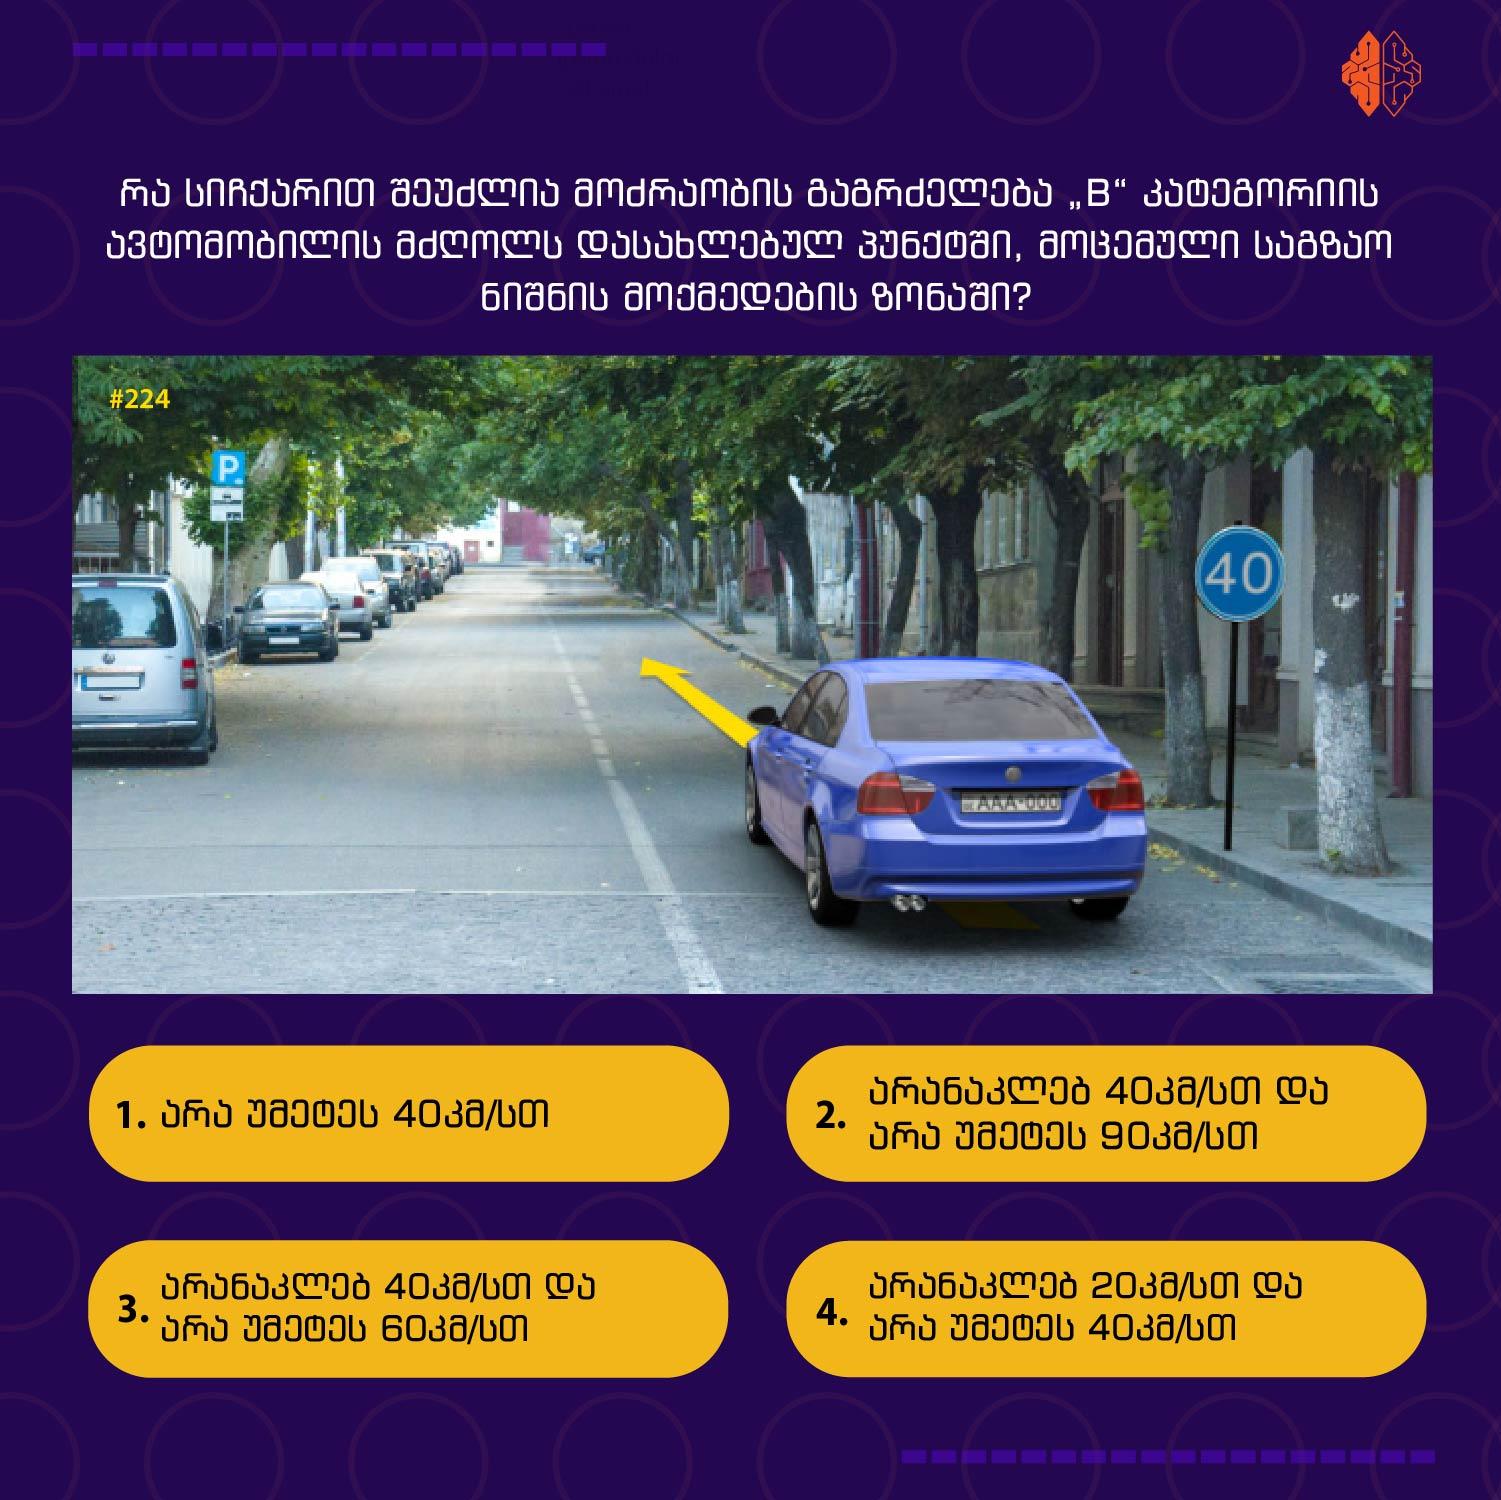 რა სიჩქარით შეუძლია მოძრაობის გაგრძელება „B“ კატეგორიის
ავტომობილის მძღოლს დასახლებულ პუნქტში, მოცემული საგზაო
ნიშნის მოქმედების ზონაში?
#224
P
40
AAA-000
1. არა უმეტეს 40კმ/სთ
2. არანაკლებ 40კმ/სთ და
არა უმეტეს 90კმ/სთ
3. არანაკლებ 40კმ/სთ და
არა უმეტეს 60კმ/სთ
4. არანაკლებ 20კმ/სთ და
არა უმეტეს 40კმ/სთ